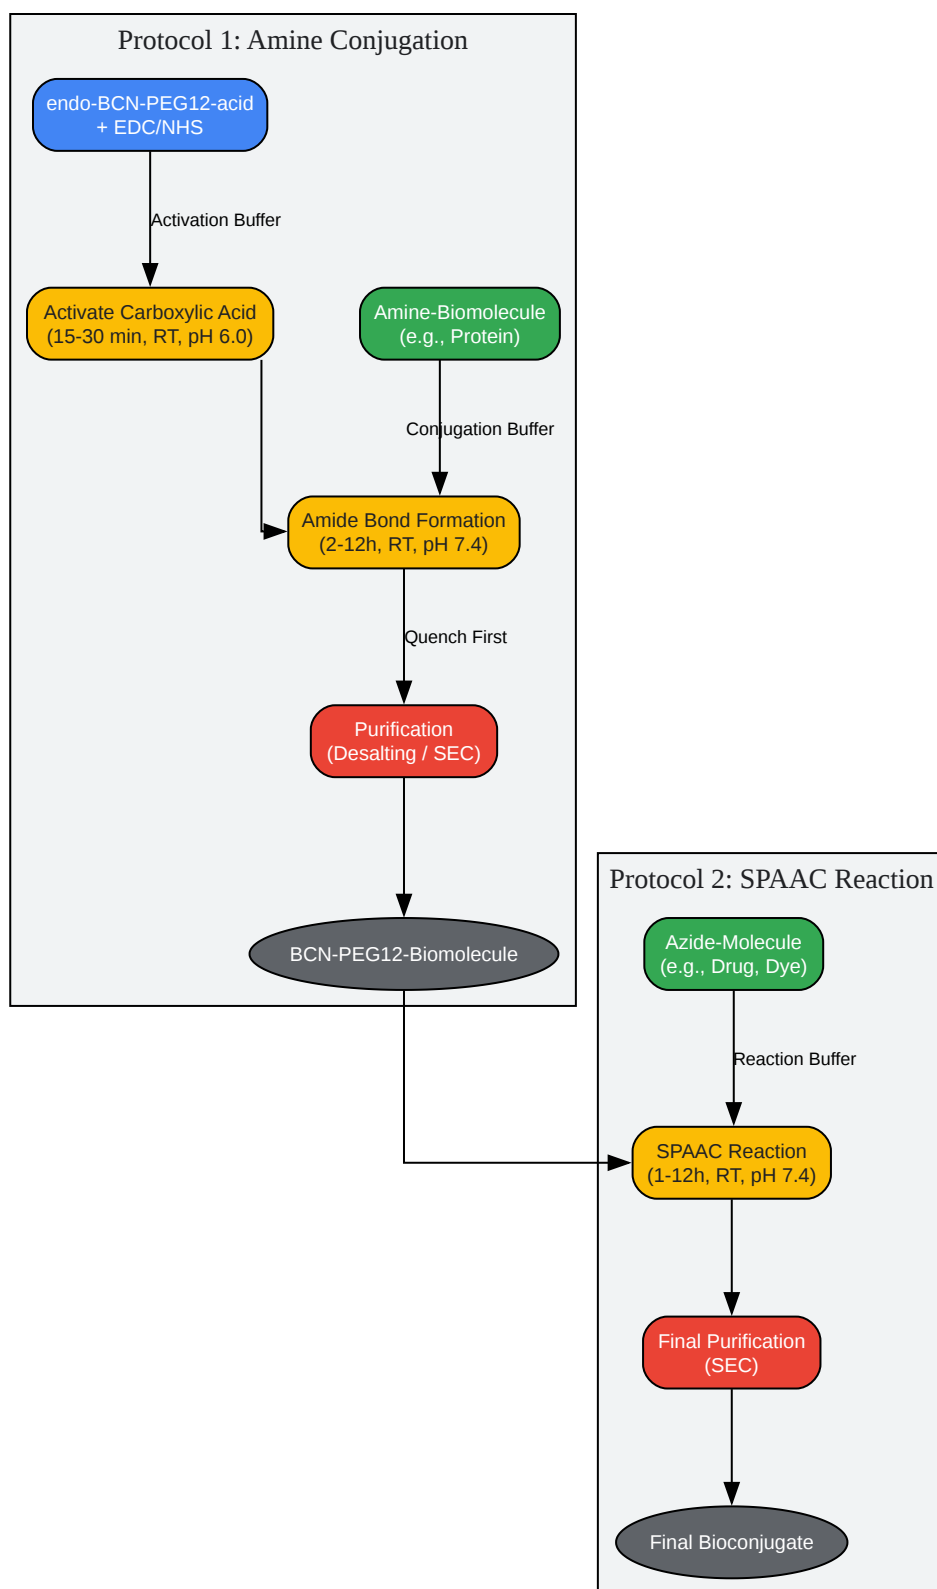 Protocol 1: Amine Conjugation
endo-BCN-PEG12-acid
+ EDC/NHS
Activation Buffer
Activate Carboxylic Acid
(15-30 min, RT, pH 6.0)
Amine-Biomolecule
(e.g., Protein)
Conjugation Buffer
Amide Bond Formation
(2-12h, RT, pH 7.4)
Quench First
Purification
(Desalting / SEC)
BCN-PEG12-Biomolecule
Protocol 2: SPAAC Reaction
Azide-Molecule
(e.g., Drug, Dye)
Reaction Buffer
SPAAC Reaction
(1-12h, RT, pH 7.4)
Final Purification
(SEC)
Final Bioconjugate